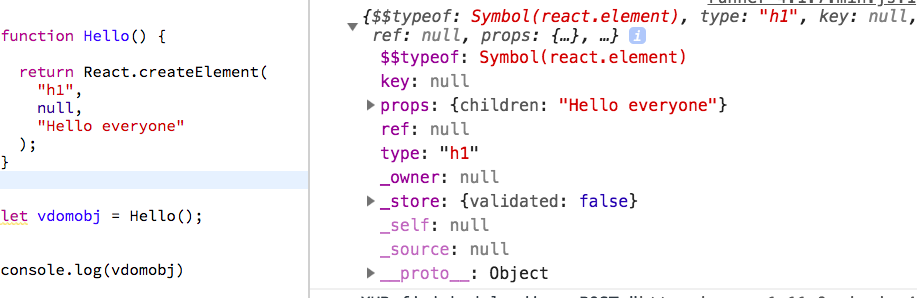 function Hello() {
return React.createElement(
"h1",
null,
"Hello everyone"
);
}
let vdomobj = Hello();
console.log(vdomobj)
{$$typeof: Symbol(react.element), type: "h1", key: null,
ref: null, props: {…}, …} i
$$typeof: Symbol(react.element)
key: null
props: {children: "Hello everyone"}
ref: null
type: "h1"
_owner: null
_store: {validated: false}
_self: null
_source: null
__proto__: Object